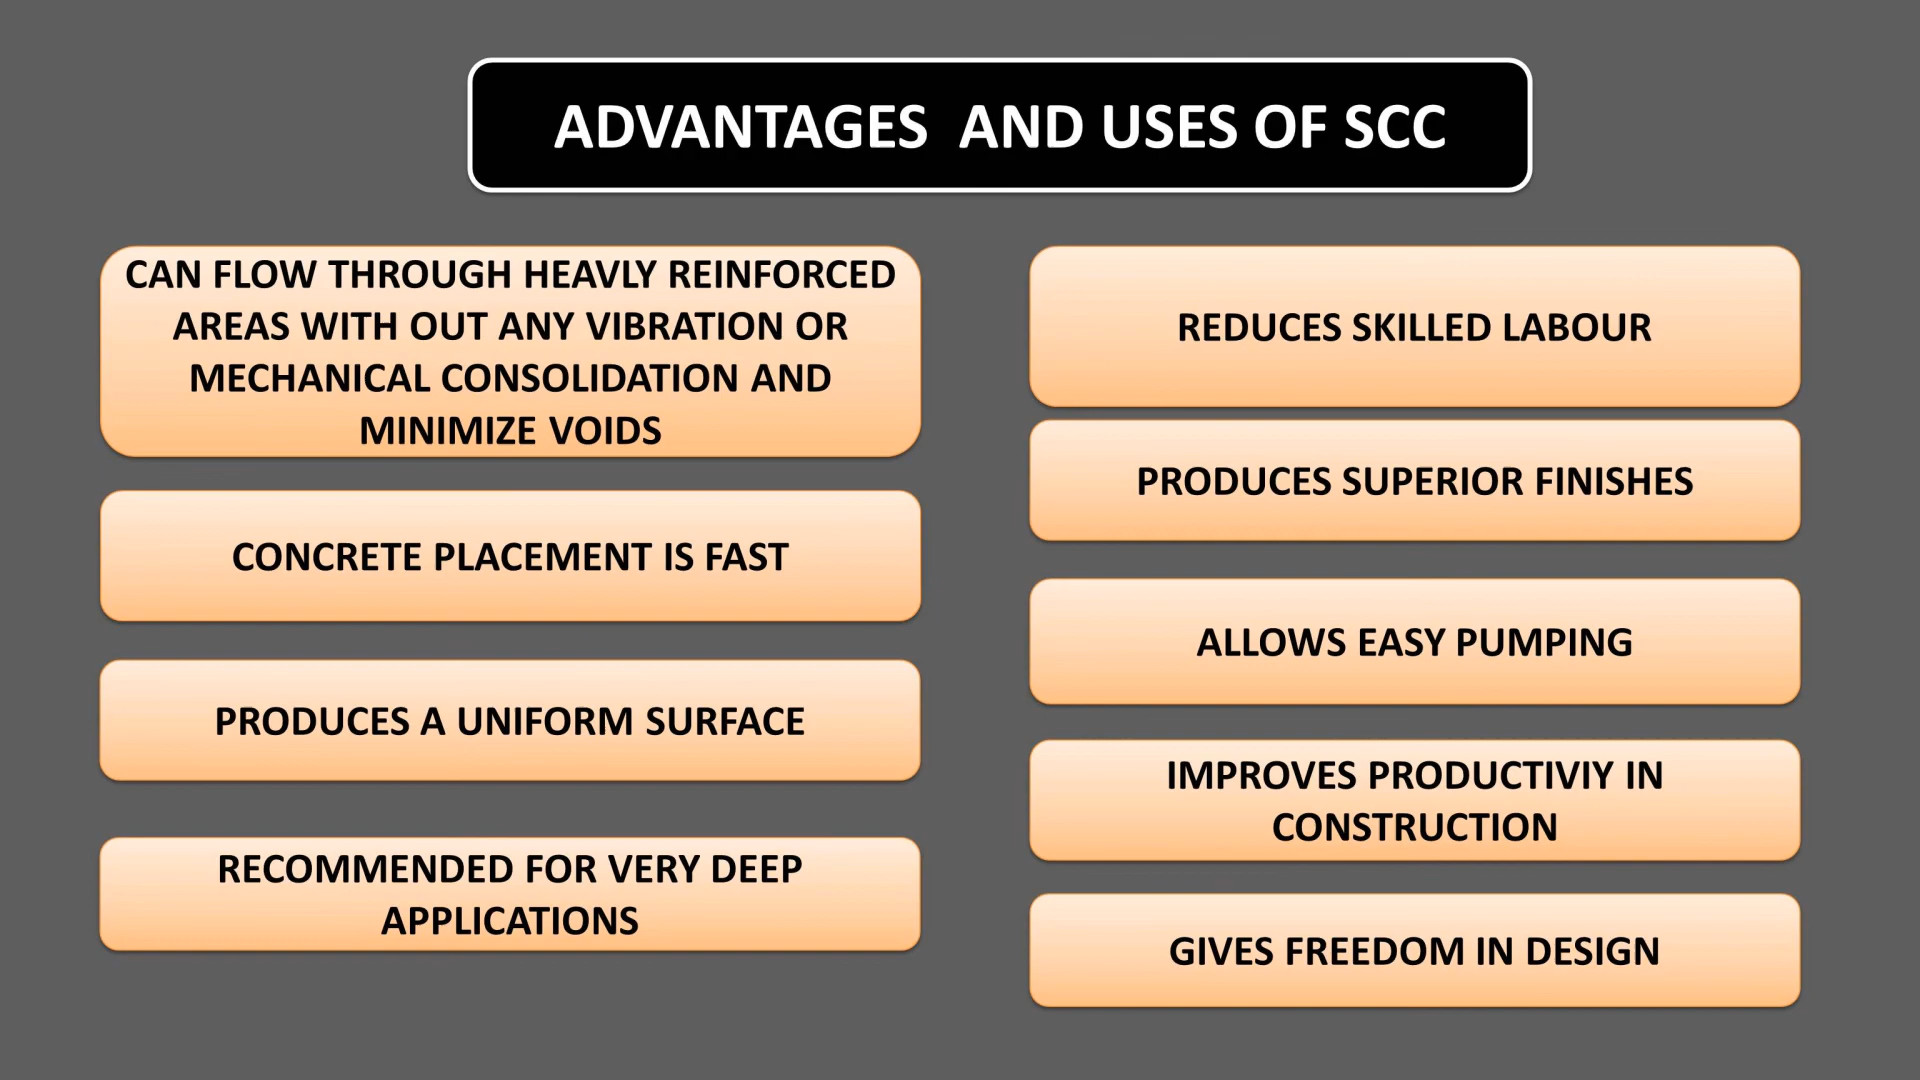 ADVANTAGES  AND USES OF SCC
CAN FLOW THROUGH HEAVLY REINFORCED
AREAS WITH OUT ANY VIBRATION OR
MECHANICAL CONSOLIDATION AND
MINIMIZE VOIDS
CONCRETE PLACEMENT IS FAST
PRODUCES A UNIFORM SURFACE
RECOMMENDED FOR VERY DEEP
APPLICATIONS
REDUCES SKILLED LABOUR
PRODUCES SUPERIOR FINISHES
ALLOWS EASY PUMPING
IMPROVES PRODUCTIVIY IN
CONSTRUCTION
GIVES FREEDOM IN DESIGN